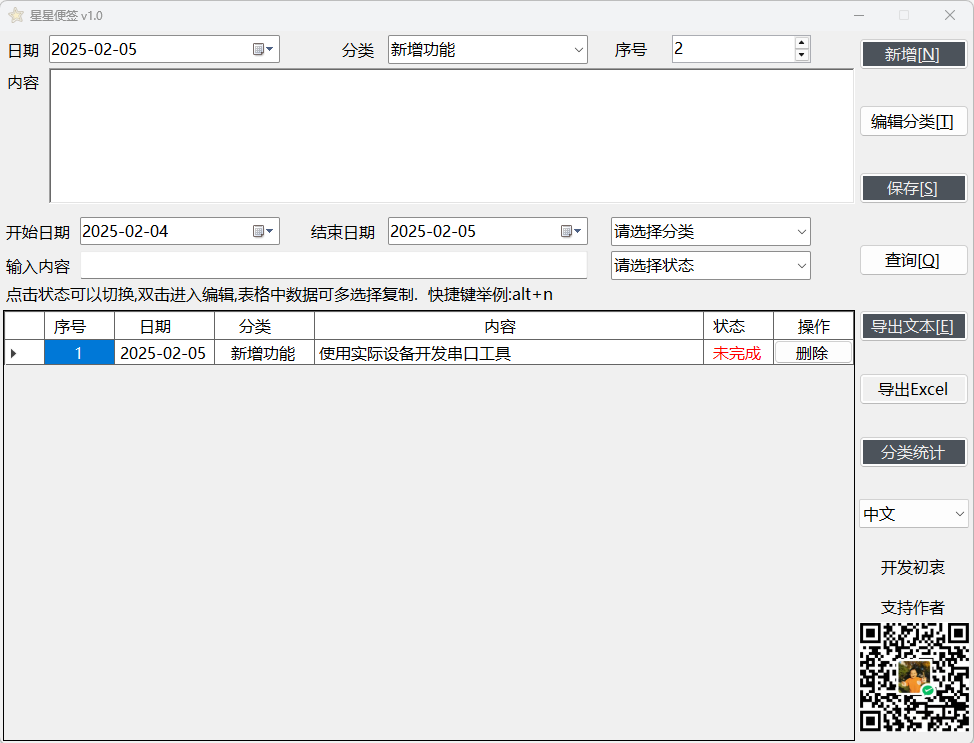 星星便签 v1.0
日期 2025-02-05 分类 新增功能 序号 2 新增[N]
内容
编辑分类[T]
保存[S]
开始日期 2025-02-04 结束日期 2025-02-05 请选择分类
输入内容 请选择状态 查询[Q]
点击状态可以切换,双击进入编辑,表格中数据可多选择复制. 快捷键举例:alt+n
序号 日期 分类 内容 状态 操作 导出文本[E]
1 2025-02-05 新增功能 使用实际设备开发串口工具 未完成 删除
导出Excel
分类统计
中文
开发初衷
支持作者